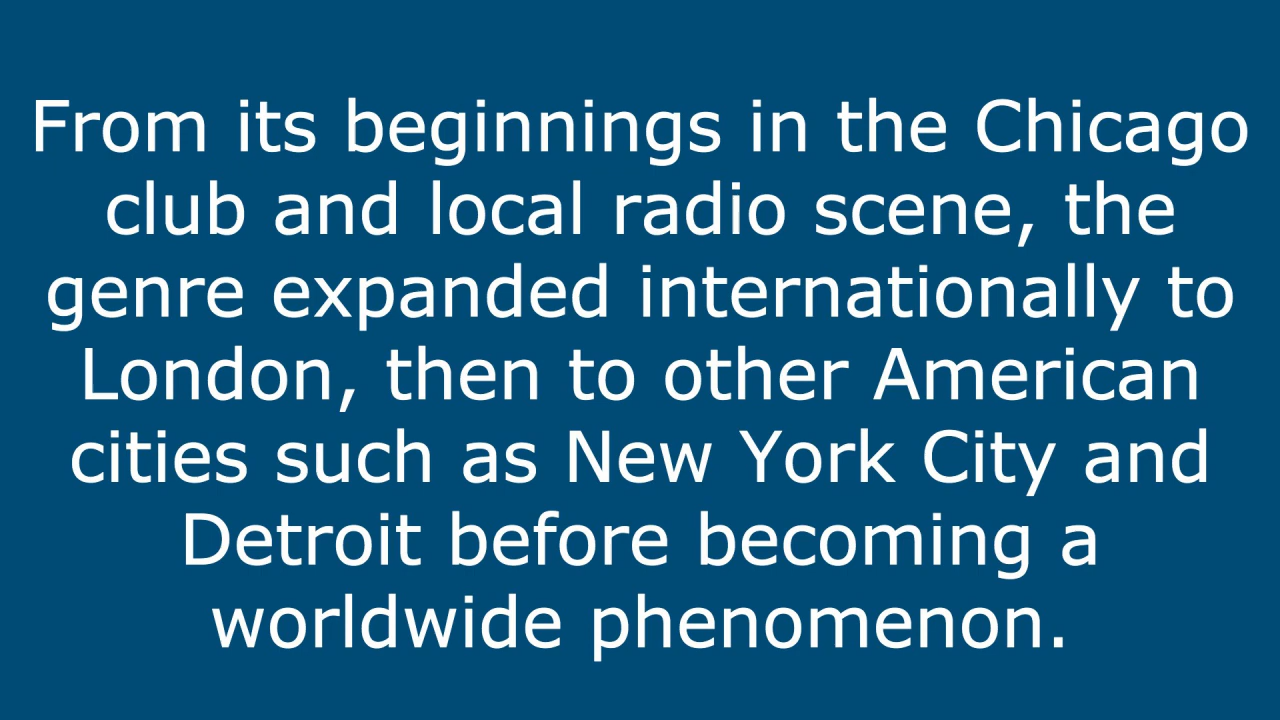 From its beginnings in the Chicago
club and local radio scene, the
genre expanded internationally to
London, then to other American
cities such as New York City and
Detroit before becoming a
worldwide phenomenon.